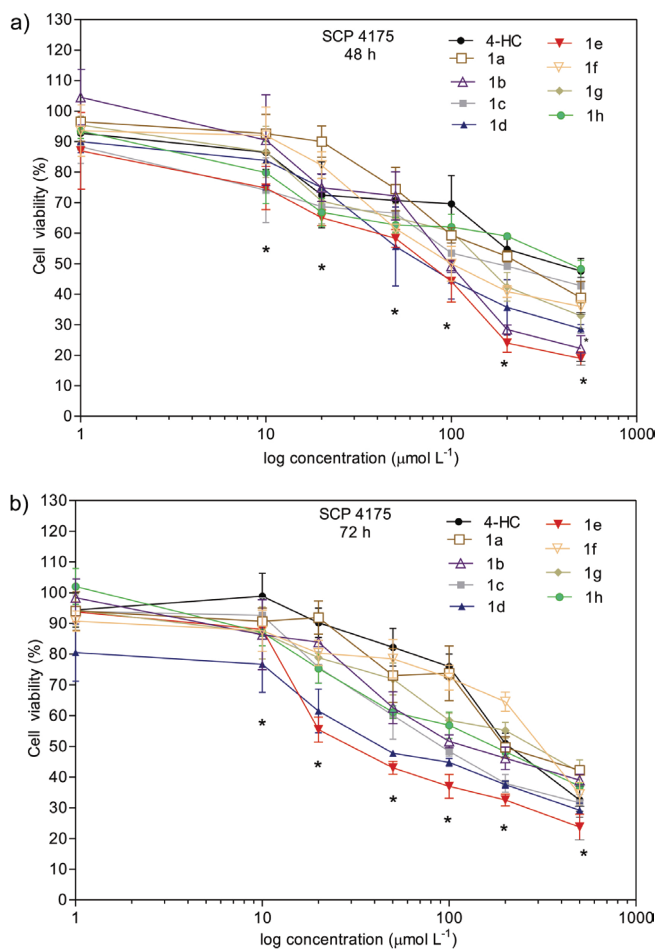 a)
SCP 4175
48 h
4-HC
1a
1b
1c
1d
1e
1f
1g
1h
130
120
110
100
90
80
70
60
50
40
30
20
10
0
Cell viability (%)
* * * * * * *
1 10 100 1000
log concentration (μmol L⁻¹)
b)
SCP 4175
72 h
4-HC
1a
1b
1c
1d
1e
1f
1g
1h
130
120
110
100
90
80
70
60
50
40
30
20
10
0
Cell viability (%)
* * * * * *
1 10 100 1000
log concentration (μmol L⁻¹)